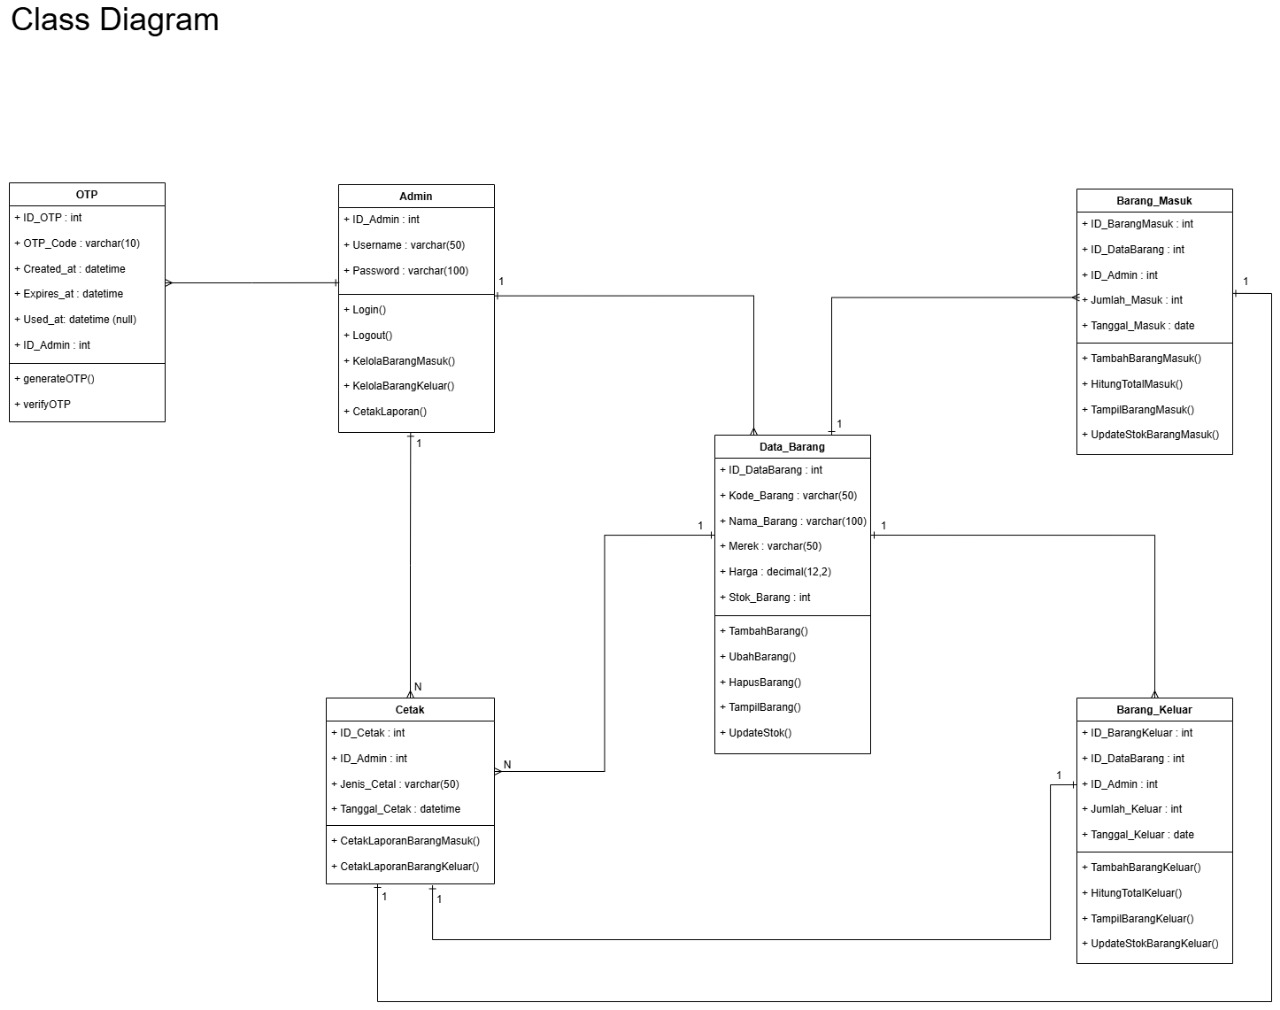 Class Diagram
OTP
+ ID_OTP : int
+ OTP_Code : varchar(10)
+ Created_at : datetime
+ Expires_at : datetime
+ Used_at: datetime (null)
+ ID_Admin : int
+ generateOTP()
+ verifyOTP
Admin
+ ID_Admin : int
+ Username : varchar(50)
+ Password : varchar(100)
+ Login()
+ Logout()
+ KelolaBarangMasuk()
+ KelolaBarangKeluar()
+ CetakLaporan()
1
1
Barang_Masuk
+ ID_BarangMasuk : int
+ ID_DataBarang : int
+ ID_Admin : int
+ Jumlah_Masuk : int
+ Tanggal_Masuk : date
+ TambahBarangMasuk()
+ HitungTotalMasuk()
+ TampilBarangMasuk()
+ UpdateStokBarangMasuk()
1
1
Data_Barang
+ ID_DataBarang : int
+ Kode_Barang : varchar(50)
+ Nama_Barang : varchar(100)
+ Merek : varchar(50)
+ Harga : decimal(12,2)
+ Stok_Barang : int
+ TambahBarang()
+ UbahBarang()
+ HapusBarang()
+ TampilBarang()
+ UpdateStok()
1
1
N
Cetak
+ ID_Cetak : int
+ ID_Admin : int
+ Jenis_Cetal : varchar(50)
+ Tanggal_Cetak : datetime
+ CetakLaporanBarangMasuk()
+ CetakLaporanBarangKeluar()
N
1
1
Barang_Keluar
+ ID_BarangKeluar : int
+ ID_DataBarang : int
+ ID_Admin : int
+ Jumlah_Keluar : int
+ Tanggal_Keluar : date
+ TambahBarangKeluar()
+ HitungTotalKeluar()
+ TampilBarangKeluar()
+ UpdateStokBarangKeluar()
1